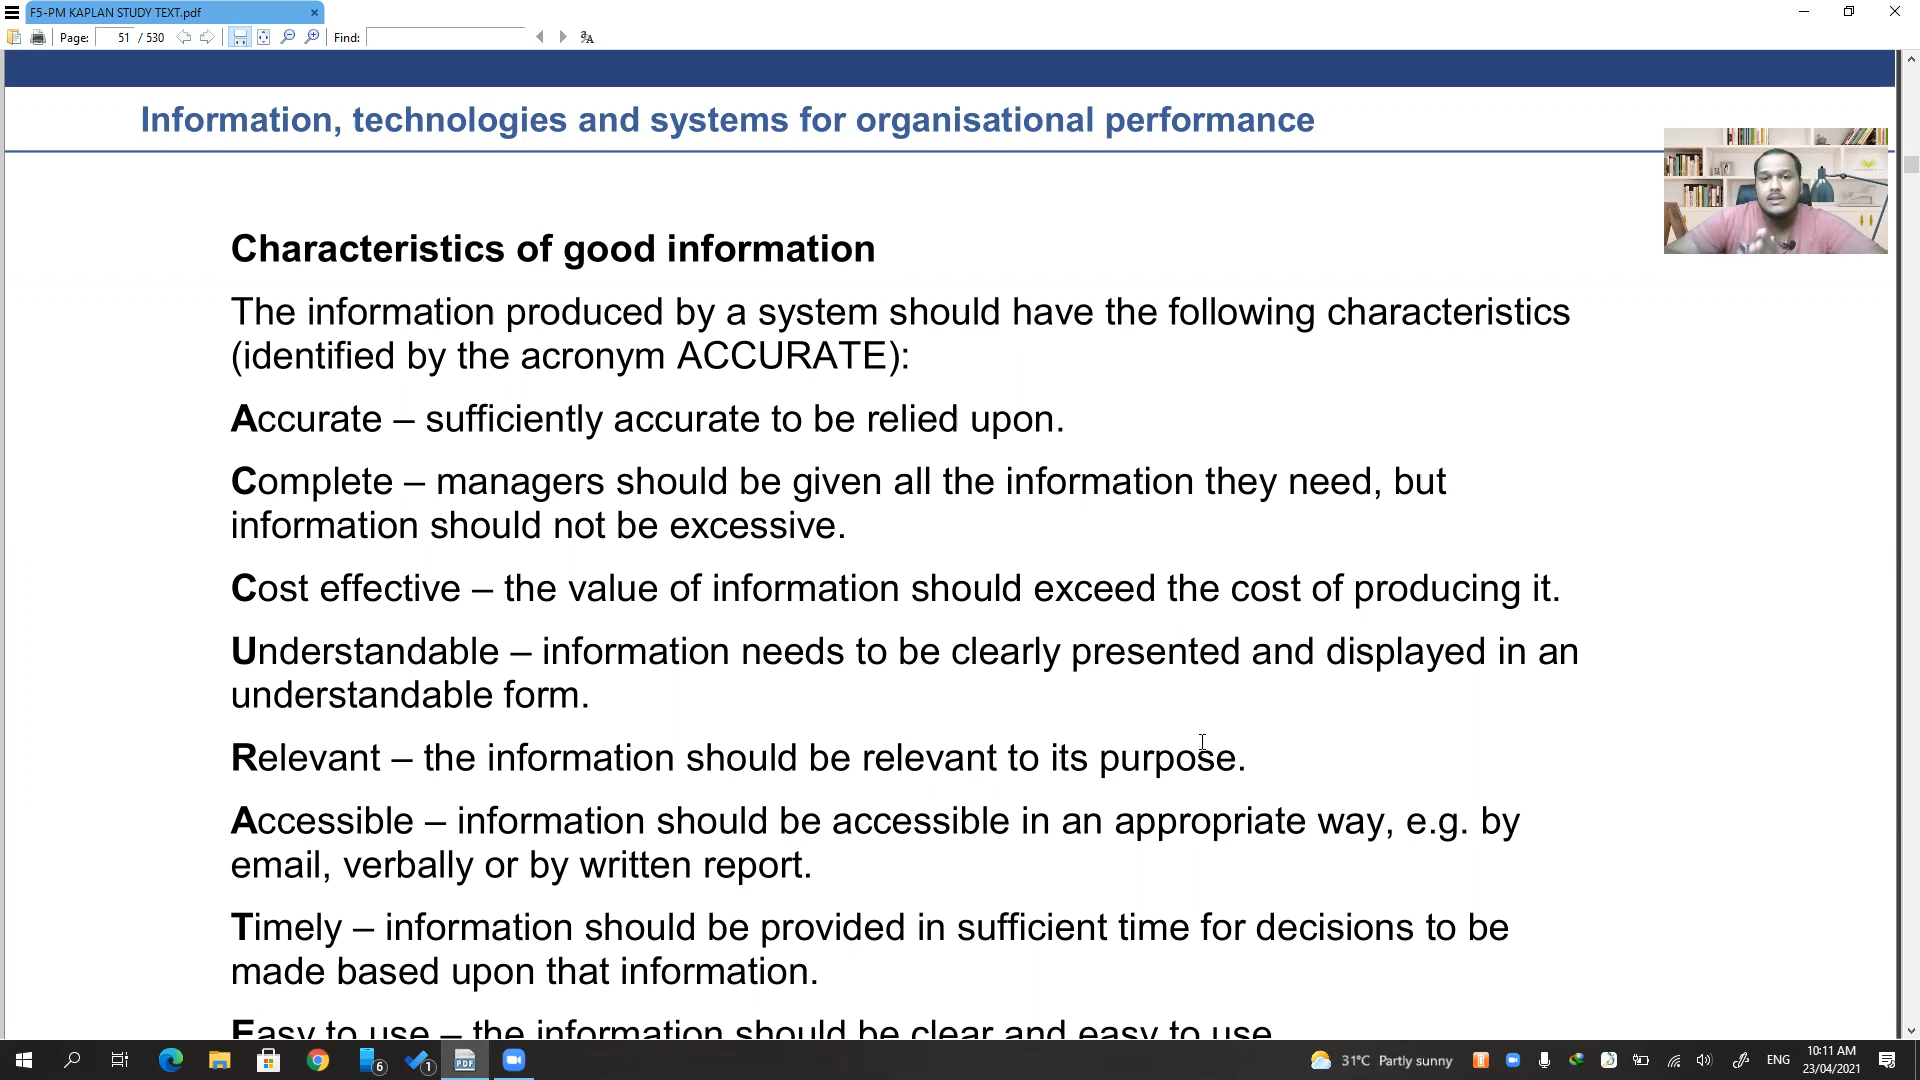 F5-PM KAPLAN STUDY TEXT.pdf
Page: 51 / 530 Find:
Information, technologies and systems for organisational performance
Characteristics of good information
The information produced by a system should have the following characteristics
(identified by the acronym ACCURATE):
Accurate – sufficiently accurate to be relied upon.
Complete – managers should be given all the information they need, but
information should not be excessive.
Cost effective – the value of information should exceed the cost of producing it.
Understandable – information needs to be clearly presented and displayed in an
understandable form.
Relevant – the information should be relevant to its purpose.
Accessible – information should be accessible in an appropriate way, e.g. by
email, verbally or by written report.
Timely – information should be provided in sufficient time for decisions to be
made based upon that information.
Easy to use – the information should be clear and easy to use
6 1 PDF 31°C Partly sunny ENG 10:11 AM
23/04/2021